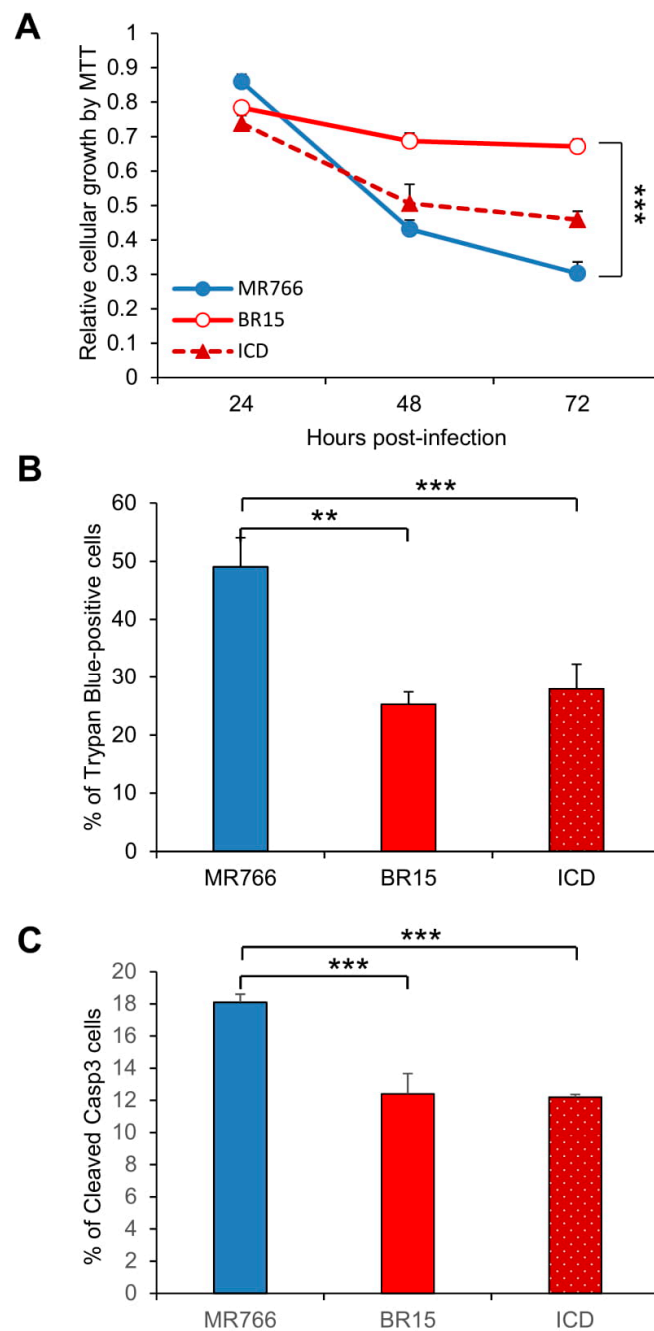 A
Relative cellular growth by MTT
1
0.9
0.8
0.7
0.6
0.5
0.4
0.3
0.2
0.1
0
MR766
BR15
ICD
***
24 48 72
Hours post-infection
B
% of Trypan Blue-positive cells
60
50
40
30
20
10
0
***
**
MR766 BR15 ICD
C
% of Cleaved Casp3 cells
20
18
16
14
12
10
8
6
4
2
0
***
***
MR766 BR15 ICD